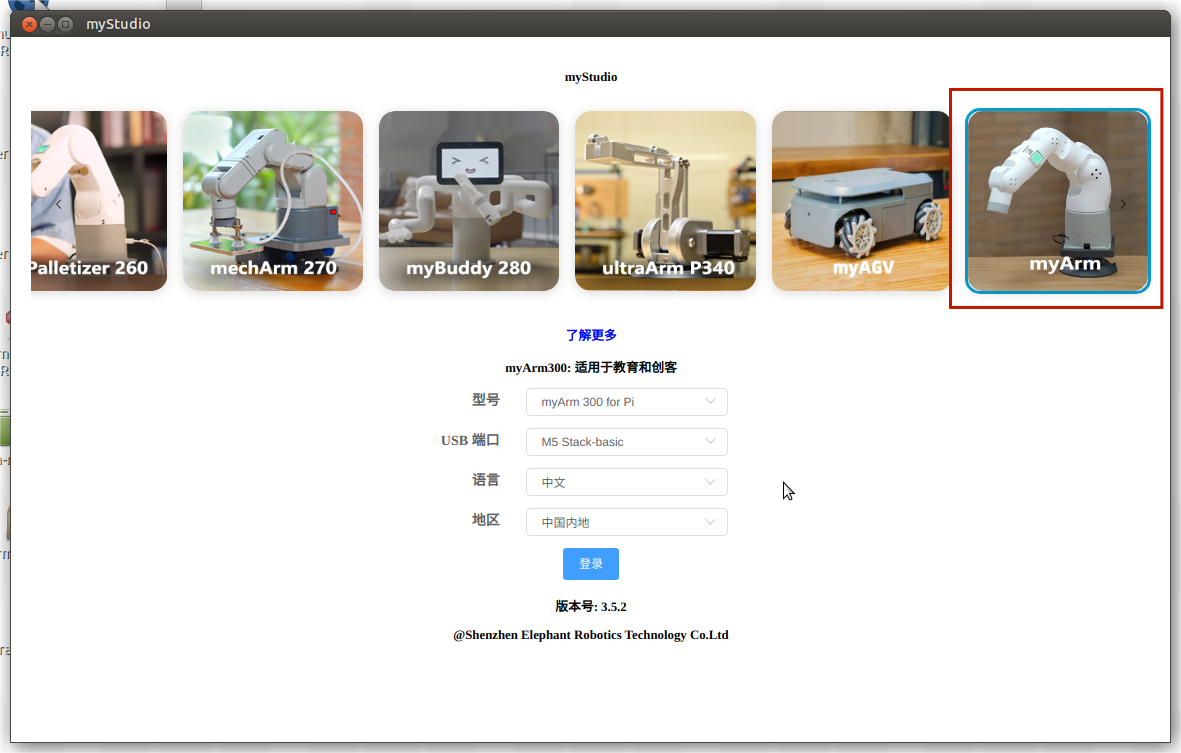 myStudio
myStudio
Palletizer 260
mechArm 270
myBuddy 280
ultraArm P340
myAGV
myArm
了解更多
myArm300: 适用于教育和创客
型号 myArm 300 for Pi
USB 端口 M5 Stack-basic
语言 中文
地区 中国内地
登录
版本号: 3.5.2
@Shenzhen Elephant Robotics Technology Co.Ltd